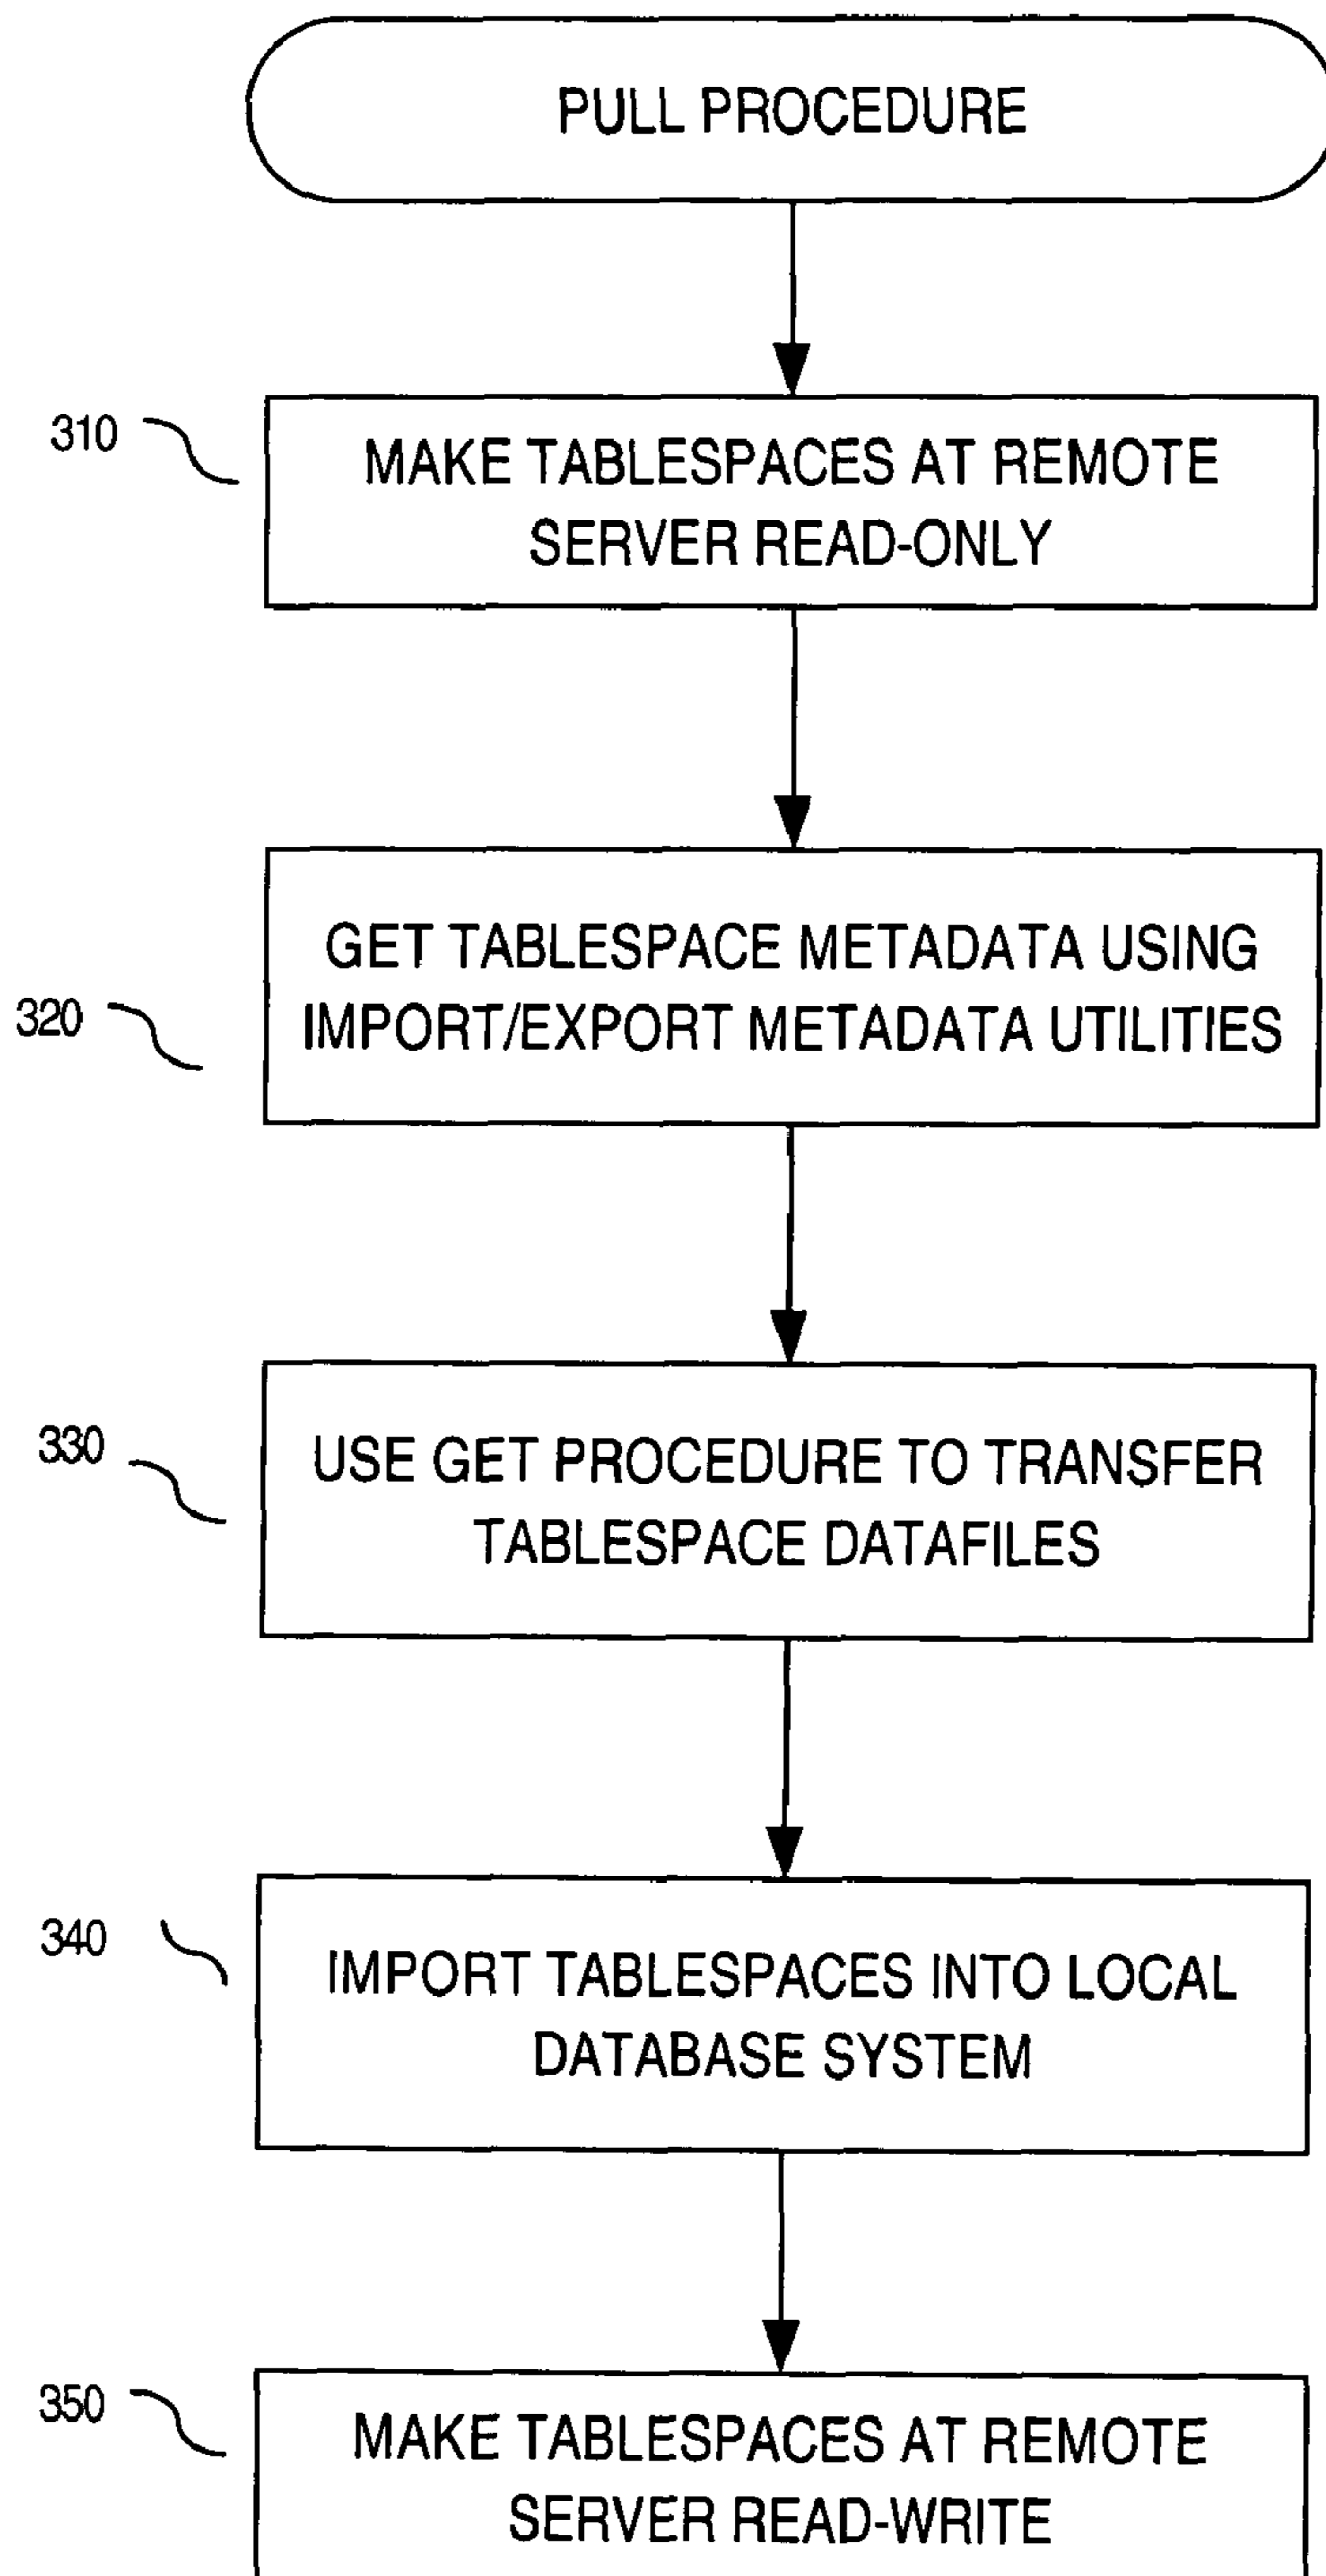 PULL PROCEDURE
310
MAKE TABLESPACES AT REMOTE
SERVER READ-ONLY
320
GET TABLESPACE METADATA USING
IMPORT/EXPORT METADATA UTILITIES
330
USE GET PROCEDURE TO TRANSFER
TABLESPACE DATAFILES
340
IMPORT TABLESPACES INTO LOCAL
DATABASE SYSTEM
350
MAKE TABLESPACES AT REMOTE
SERVER READ-WRITE